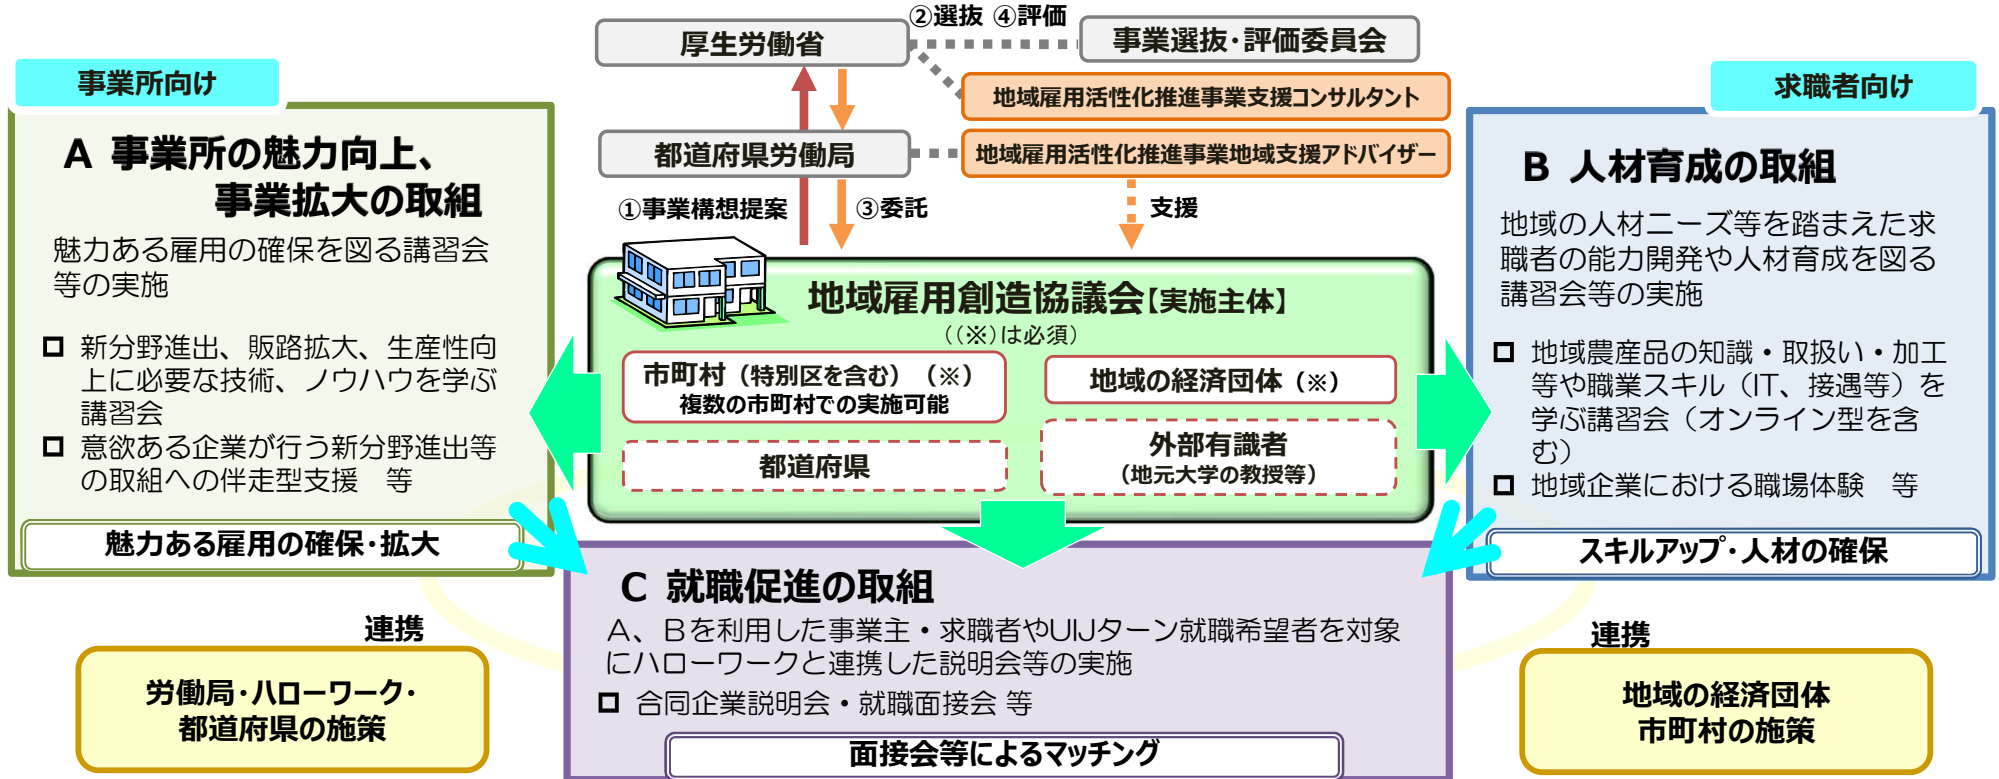 ②選抜 ④評価
厚生労働省
事業選抜・評価委員会
地域雇用活性化推進事業支援コンサルタント
都道府県労働局
地域雇用活性化推進事業地域支援アドバイザー
①事業構想提案
③委託
支援
事業所向け
A 事業所の魅力向上、
事業拡大の取組
魅力ある雇用の確保を図る講習会
等の実施
新分野進出、販路拡大、生産性向
上に必要な技術、ノウハウを学ぶ
講習会
意欲ある企業が行う新分野進出等
の取組への伴走型支援 等
魅力ある雇用の確保・拡大
地域雇用創造協議会【実施主体】
((※)は必須)
市町村（特別区を含む）（※）
複数の市町村での実施可能
地域の経済団体（※）
都道府県
外部有識者
（地元大学の教授等）
求職者向け
B 人材育成の取組
地域の人材ニーズ等を踏まえた求
職者の能力開発や人材育成を図る
講習会等の実施
地域農産品の知識・取扱い・加工
等や職業スキル（IT、接遇等）を
学ぶ講習会（オンライン型を含
む）
地域企業における職場体験 等
スキルアップ・人材の確保
C 就職促進の取組
A、Bを利用した事業主・求職者やUIJターン就職希望者を対象
にハローワークと連携した説明会等の実施
合同企業説明会・就職面接会 等
面接会等によるマッチング
連携
労働局・ハローワーク・
都道府県の施策
連携
地域の経済団体
市町村の施策